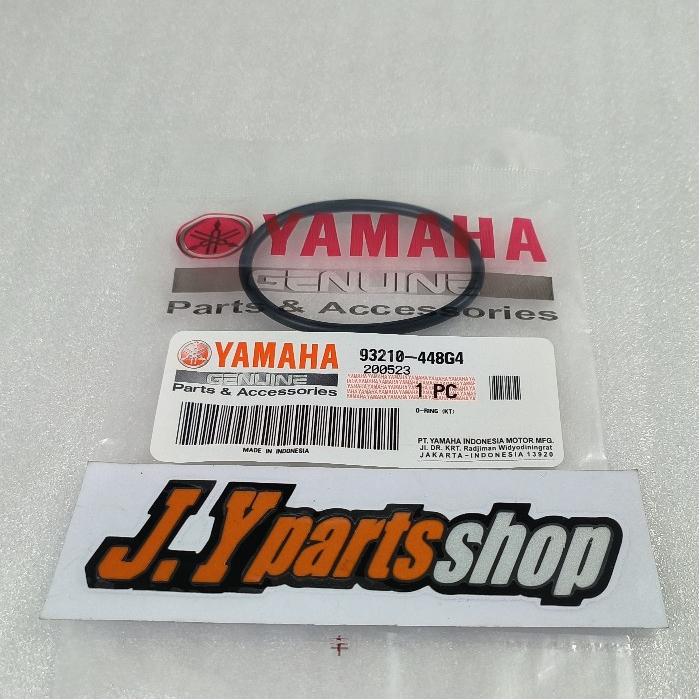 YAMAHA
GENUINE
Parts & Accessories
YAMAHA
GENUINE
Parts & Accessories
93210-448G4
200523
1 PC
O-RING (KT)
MADE IN INDONESIA
PT. YAMAHA INDONESIA MOTOR MFG.
Jl. DR. KRT. Radjiman Widyodiningrat
JAKARTA-INDONESIA 13920
J.Y partsshop